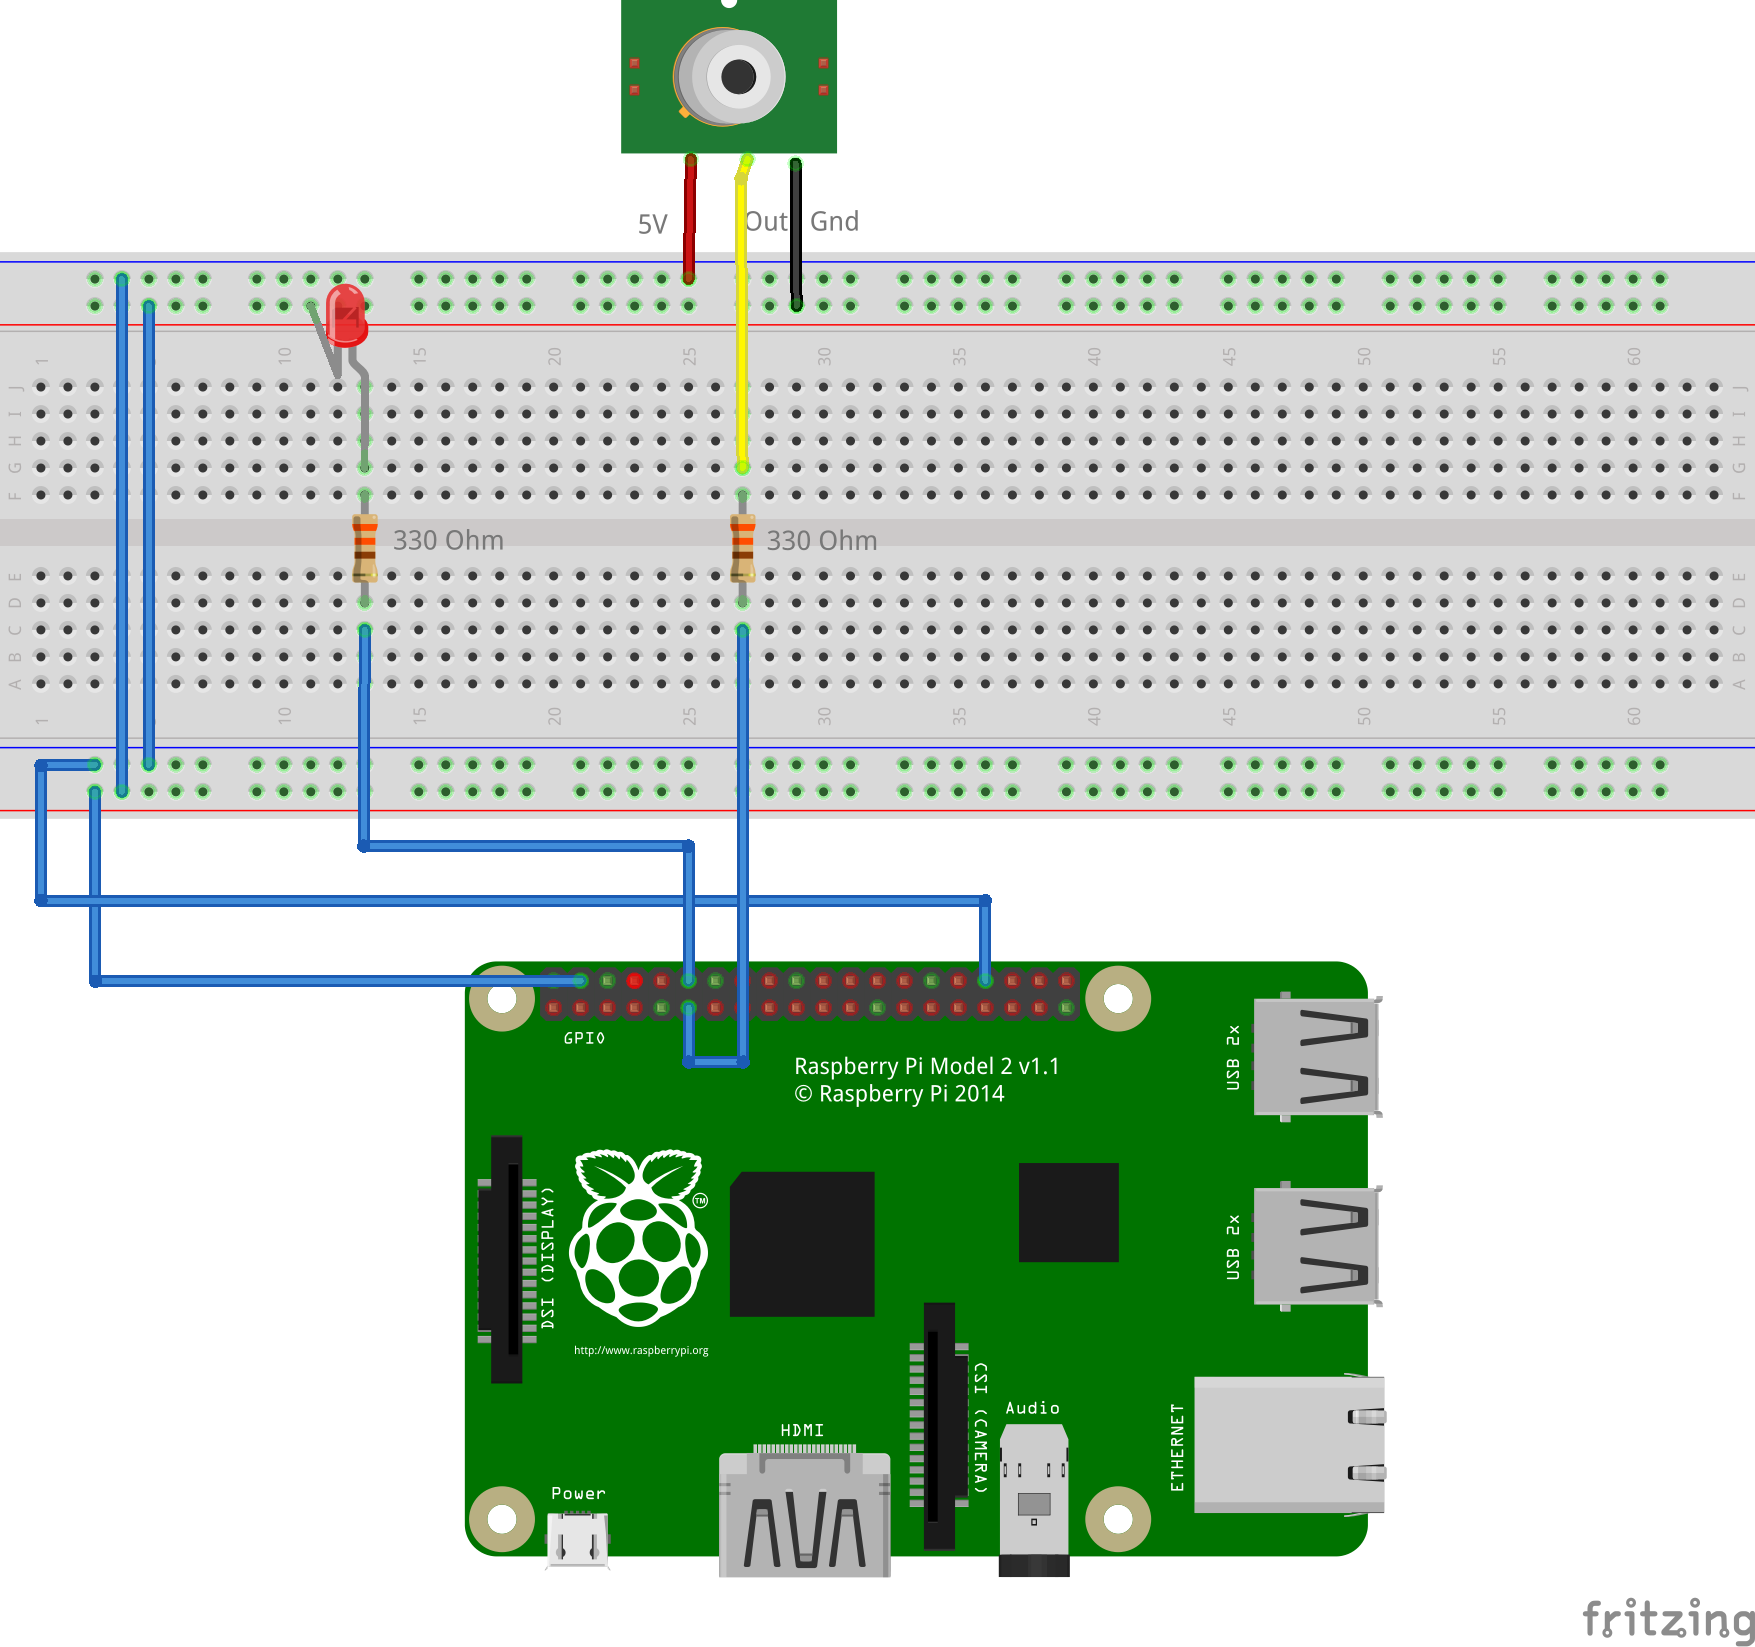 5V Out Gnd
1 10 15 20 25 30 35 40 45 50 55 60
J J
I I
H H
G G
F F
330 Ohm 330 Ohm
E E
D D
C C
B B
A A
1 10 15 20 25 30 35 40 45 50 55 60
GPIO
Raspberry Pi Model 2 v1.1
© Raspberry Pi 2014
USB 2x
DSI (DISPLAY)
TM
USB 2x
http://www.raspberrypi.org
CSI (CAMERA)
Audio
ETHERNET
HDMI
Power
fritzing